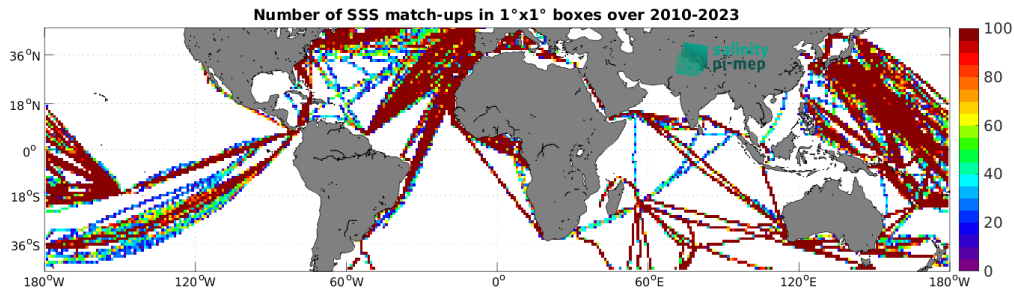 Number of SSS match-ups in 1°x1° boxes over 2010-2023
salinity
pi-mep
36°N
18°N
0°
18°S
36°S
180°W
120°W
60°W
0°
60°E
120°E
180°W
100
80
60
40
20
0